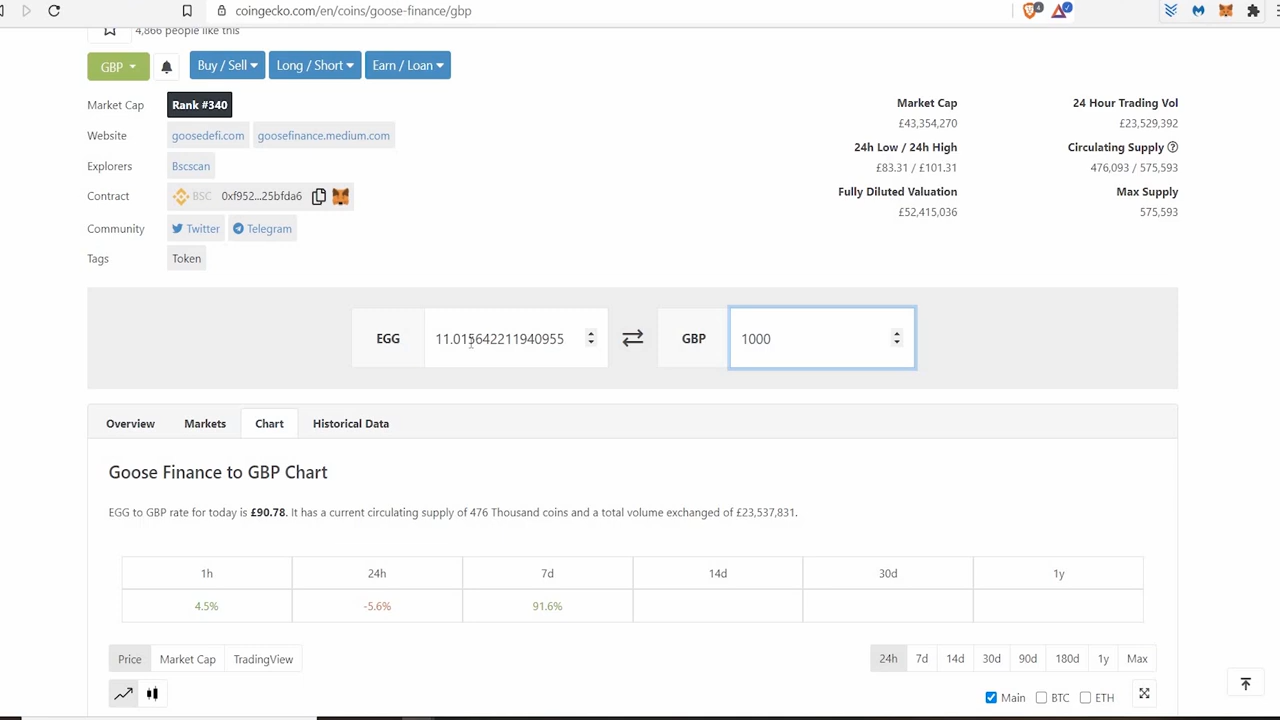 coingecko.com/en/coins/goose-finance/gbp
4
4,866 people like this
GBP
Buy / Sell
Long / Short
Earn / Loan
Market Cap
Rank #340
Website
goosedefi.com
goosefinance.medium.com
Explorers
Bscscan
Contract
BSC
0xf952...25bfda6
Community
Twitter
Telegram
Tags
Token
Market Cap
£43,354,270
24 Hour Trading Vol
£23,529,392
24h Low / 24h High
£83.31 / £101.31
Circulating Supply
476,093 / 575,593
Fully Diluted Valuation
£52,415,036
Max Supply
575,593
EGG
11.015642211940955
GBP
1000
Overview
Markets
Chart
Historical Data
Goose Finance to GBP Chart
EGG to GBP rate for today is £90.78. It has a current circulating supply of 476 Thousand coins and a total volume exchanged of £23,537,831.
1h
24h
7d
14d
30d
1y
4.5%
-5.6%
91.6%
Price
Market Cap
TradingView
24h
7d
14d
30d
90d
180d
1y
Max
Main
BTC
ETH